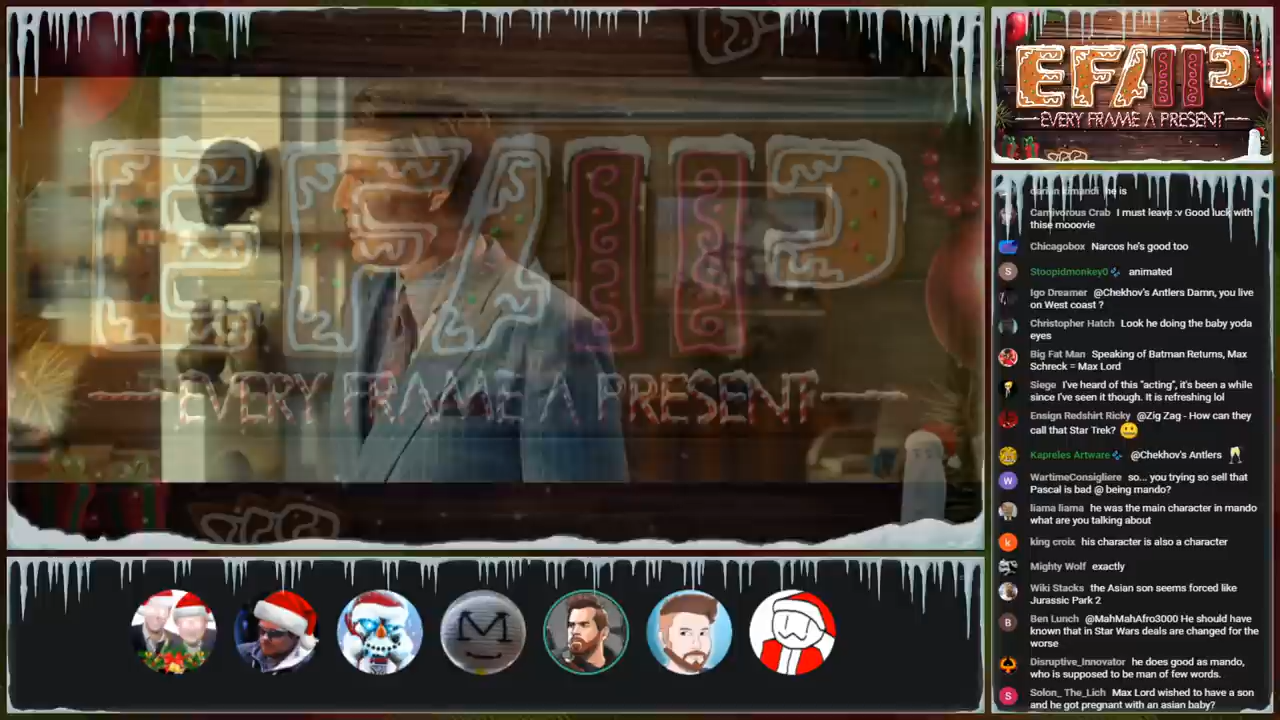 EFAP
EVERY FRAME A PRESENT
EFAP
EVERY FRAME A PRESENT
he is
Carnivorous Crab I must leave :v Good luck with
thise mooovie
Chicagobox Narcos he's good too
S Stoopidmonkey0 animated
Igo Dreamer @Chekhov's Antlers Damn, you live
on West coast ?
Christopher Hatch Look he doing the baby yoda
eyes
Big Fat Man Speaking of Batman Returns, Max
Schreck = Max Lord
Siege I've heard of this "acting", it's been a while
since I've seen it though. It is refreshing lol
Ensign Redshirt Ricky @Zig Zag - How can they
call that Star Trek?
Kapreles Artware @Chekhov's Antlers
W WartimeConsigliere so... you trying so sell that
Pascal is bad @ being mando?
liama liama he was the main character in mando
what are you talking about
k king croix his character is also a character
Mighty Wolf exactly
Wiki Stacks the Asian son seems forced like
Jurassic Park 2
B Ben Lunch @MahMahAfro3000 He should have
known that in Star Wars deals are changed for the
worse
Disruptive_Innovator he does good as mando,
who is supposed to be man of few words.
S Solon_ The_Lich Max Lord wished to have a son
and he got pregnant with an asian baby?
M